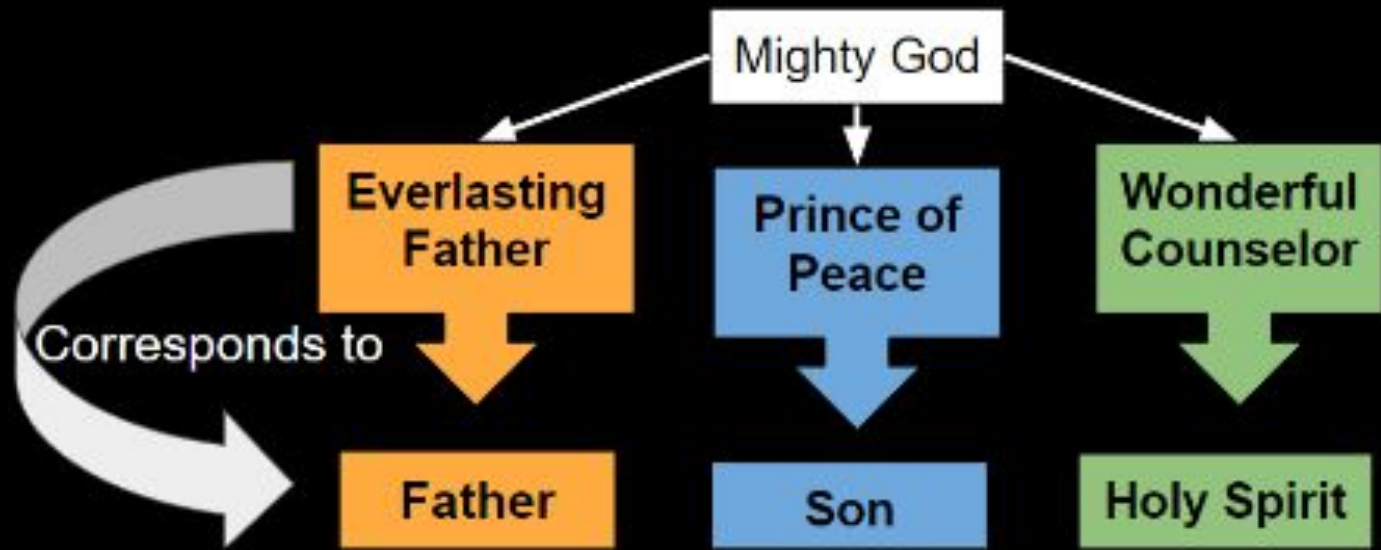 Mighty God
Everlasting
Father
Prince of
Peace
Wonderful
Counselor
Corresponds to
Father
Son
Holy Spirit